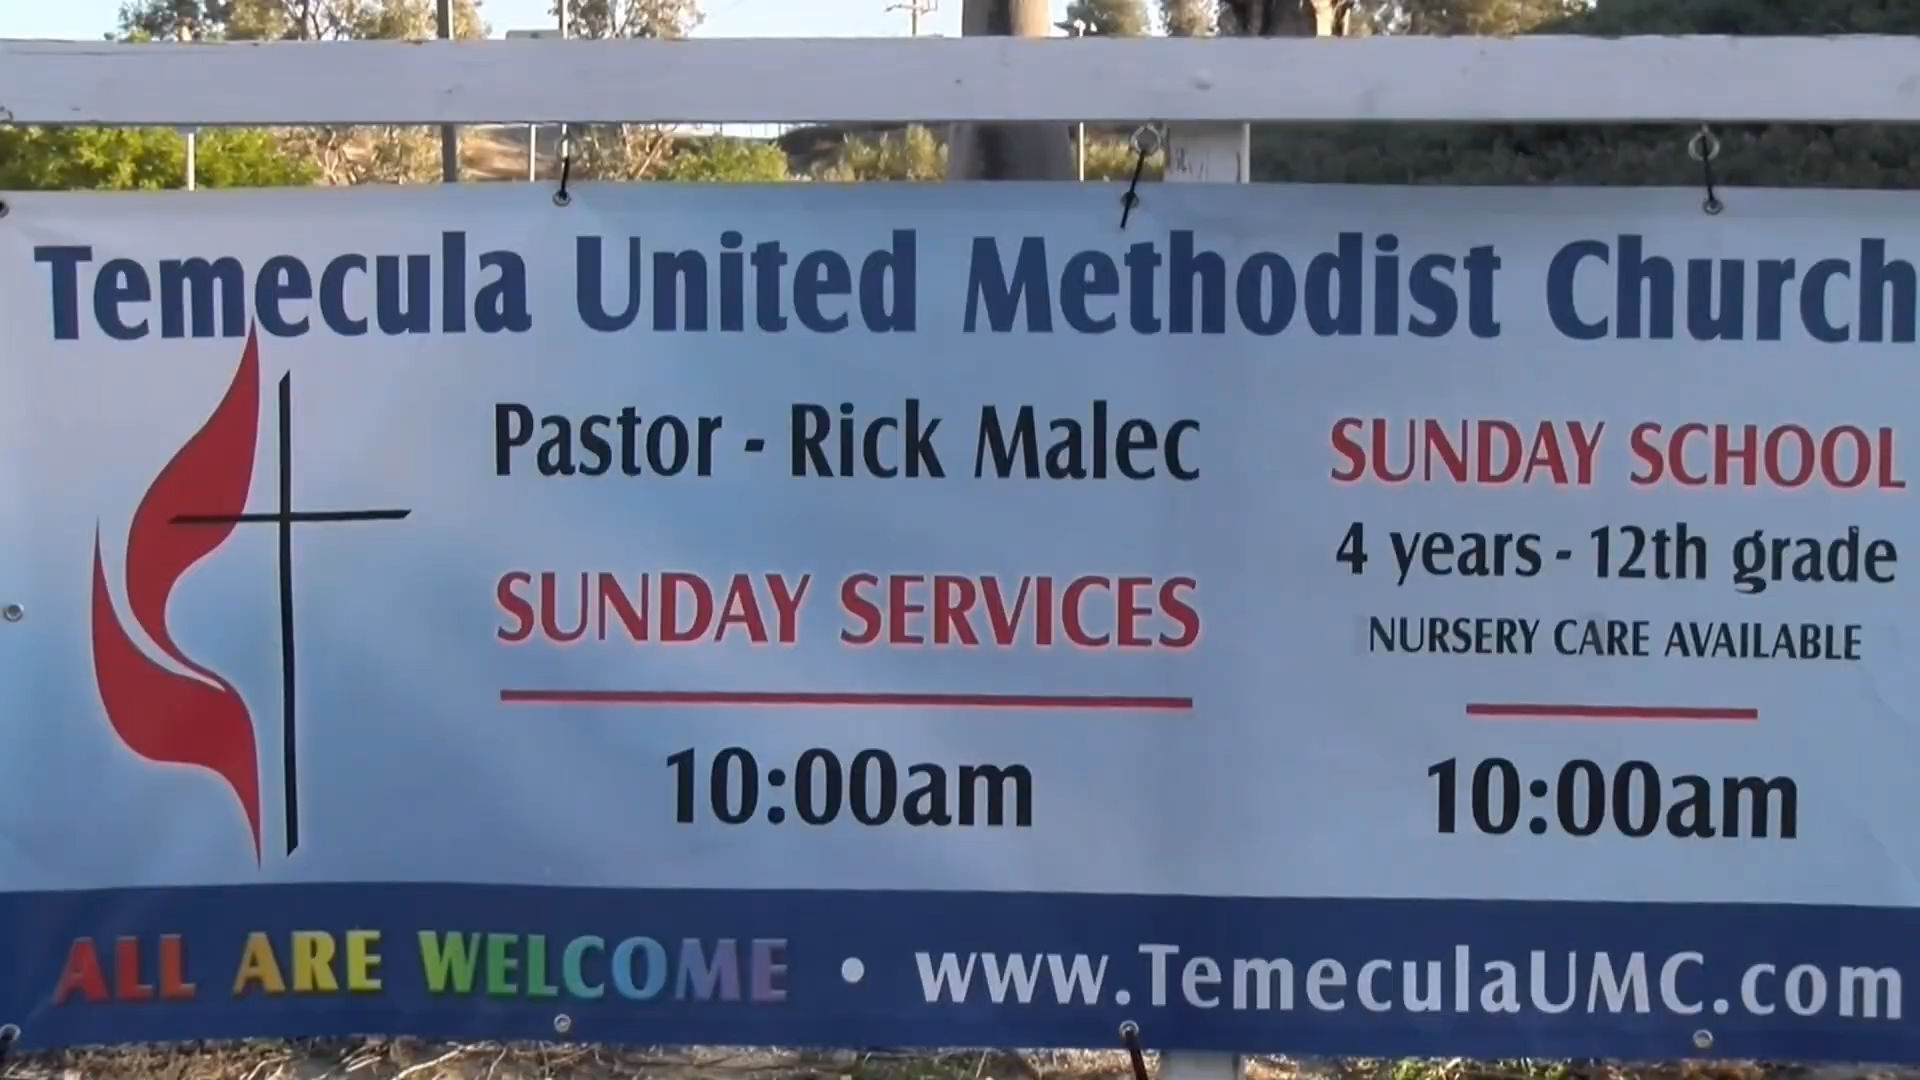 Temecula United Methodist Church
Pastor - Rick Malec
SUNDAY SERVICES
10:00am
SUNDAY SCHOOL
4 years - 12th grade
NURSERY CARE AVAILABLE
10:00am
ALL ARE WELCOME • www.TemeculaUMC.com